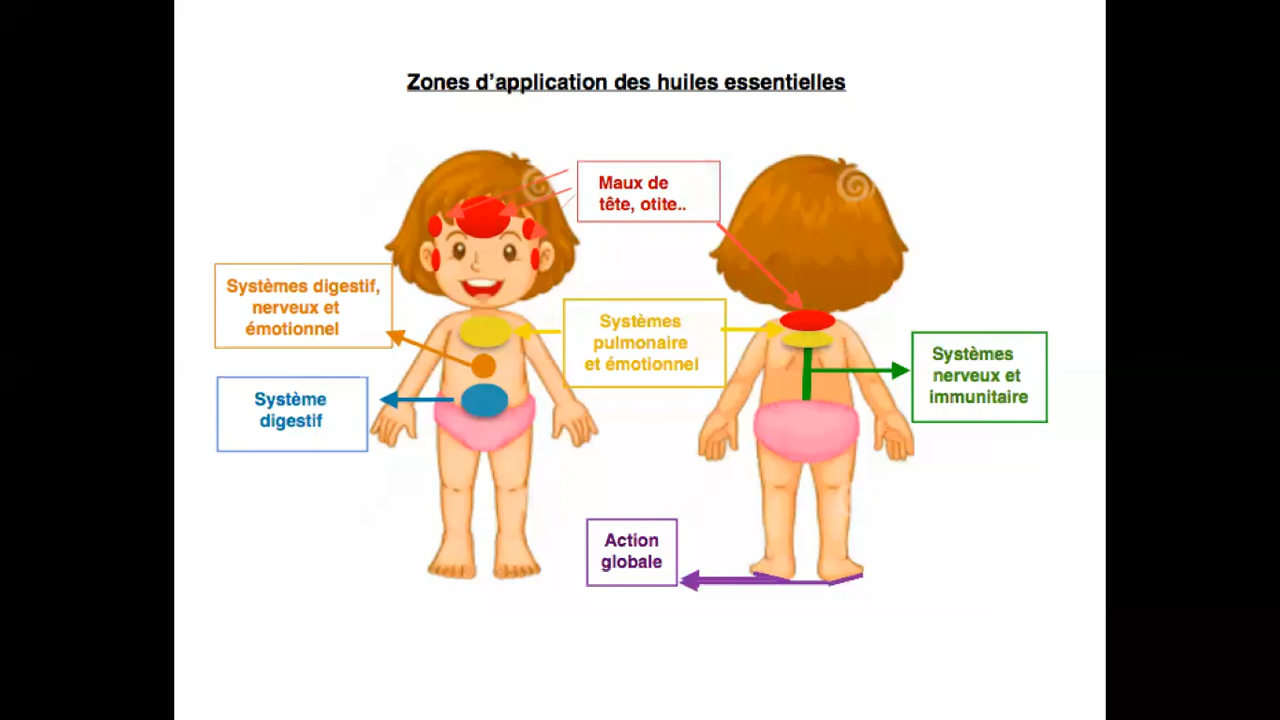 Zones d'application des huiles essentielles
Maux de
tête, otite..
Systèmes digestif,
nerveux et
émotionnel
Systèmes
pulmonaire
et émotionnel
Systèmes
nerveux et
immunitaire
Système
digestif
Action
globale